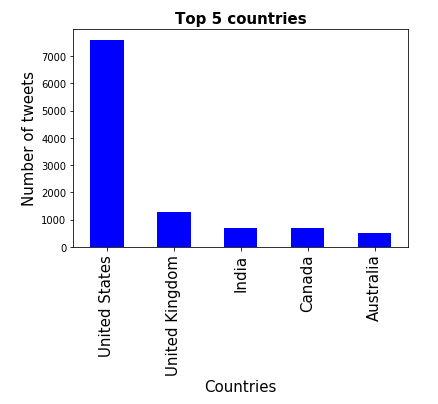 Top 5 countries
Number of tweets
7000
6000
5000
4000
3000
2000
1000
0
United States
United Kingdom
India
Canada
Australia
Countries